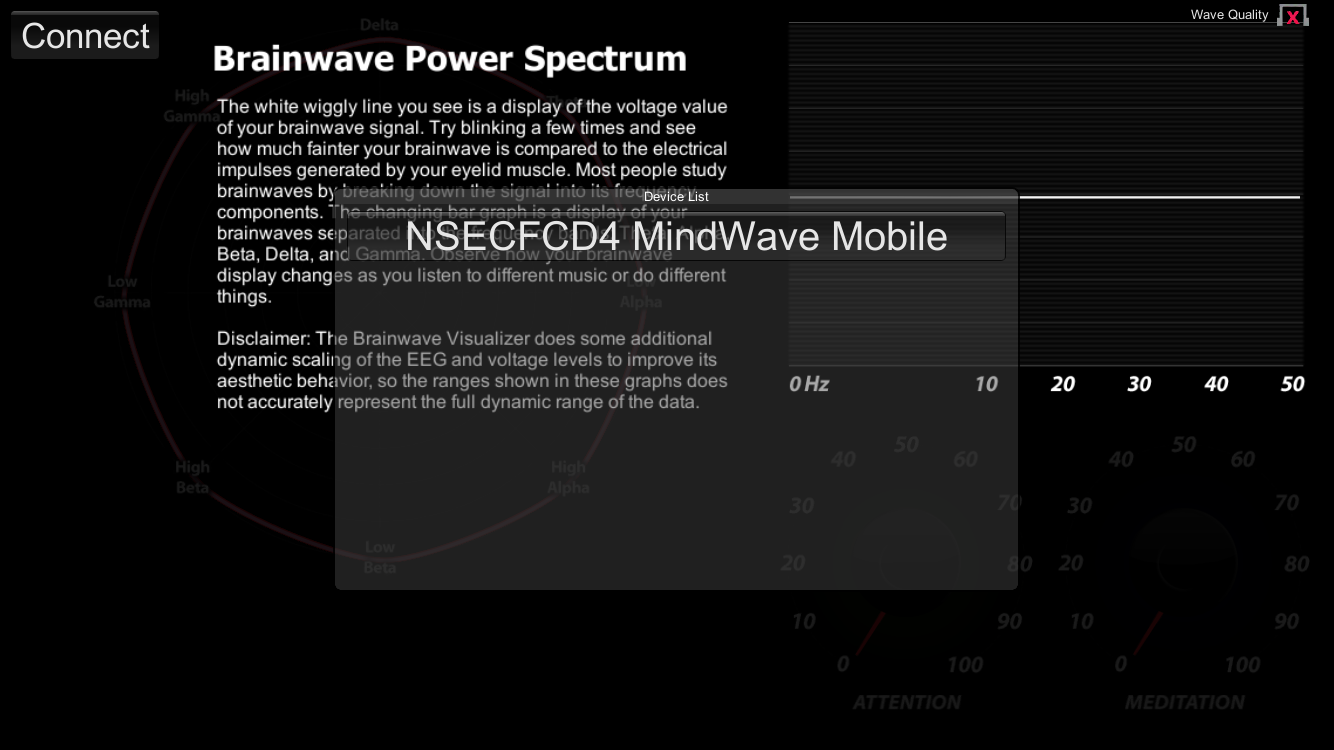 Connect
Wave Quality
X
Delta
Brainwave Power Spectrum
High
Gamma
The white wiggly line you see is a display of the voltage value
of your brainwave signal. Try blinking a few times and see
how much fainter your brainwave is compared to the electrical
impulses generated by your eyelid muscle. Most people study
brainwaves by breaking down the signal into its frequency
components. The changing bar graph is a display of your
brainwaves separated into the frequency bands: Theta, Alpha
Beta, Delta, and Gamma. Observe how your brainwave
display changes as you listen to different music or do different
things.
Disclaimer: The Brainwave Visualizer does some additional
dynamic scaling of the EEG and voltage levels to improve its
aesthetic behavior, so the ranges shown in these graphs does
not accurately represent the full dynamic range of the data.
Device List
NSECFCD4 MindWave Mobile
Low
Gamma
Alpha
0 Hz 10 20 30 40 50
High
Beta
High
Alpha
Low
Beta
0 10 20 30 40 50 60 70 80 90 100
ATTENTION
0 10 20 30 40 50 60 70 80 90 100
MEDITATION